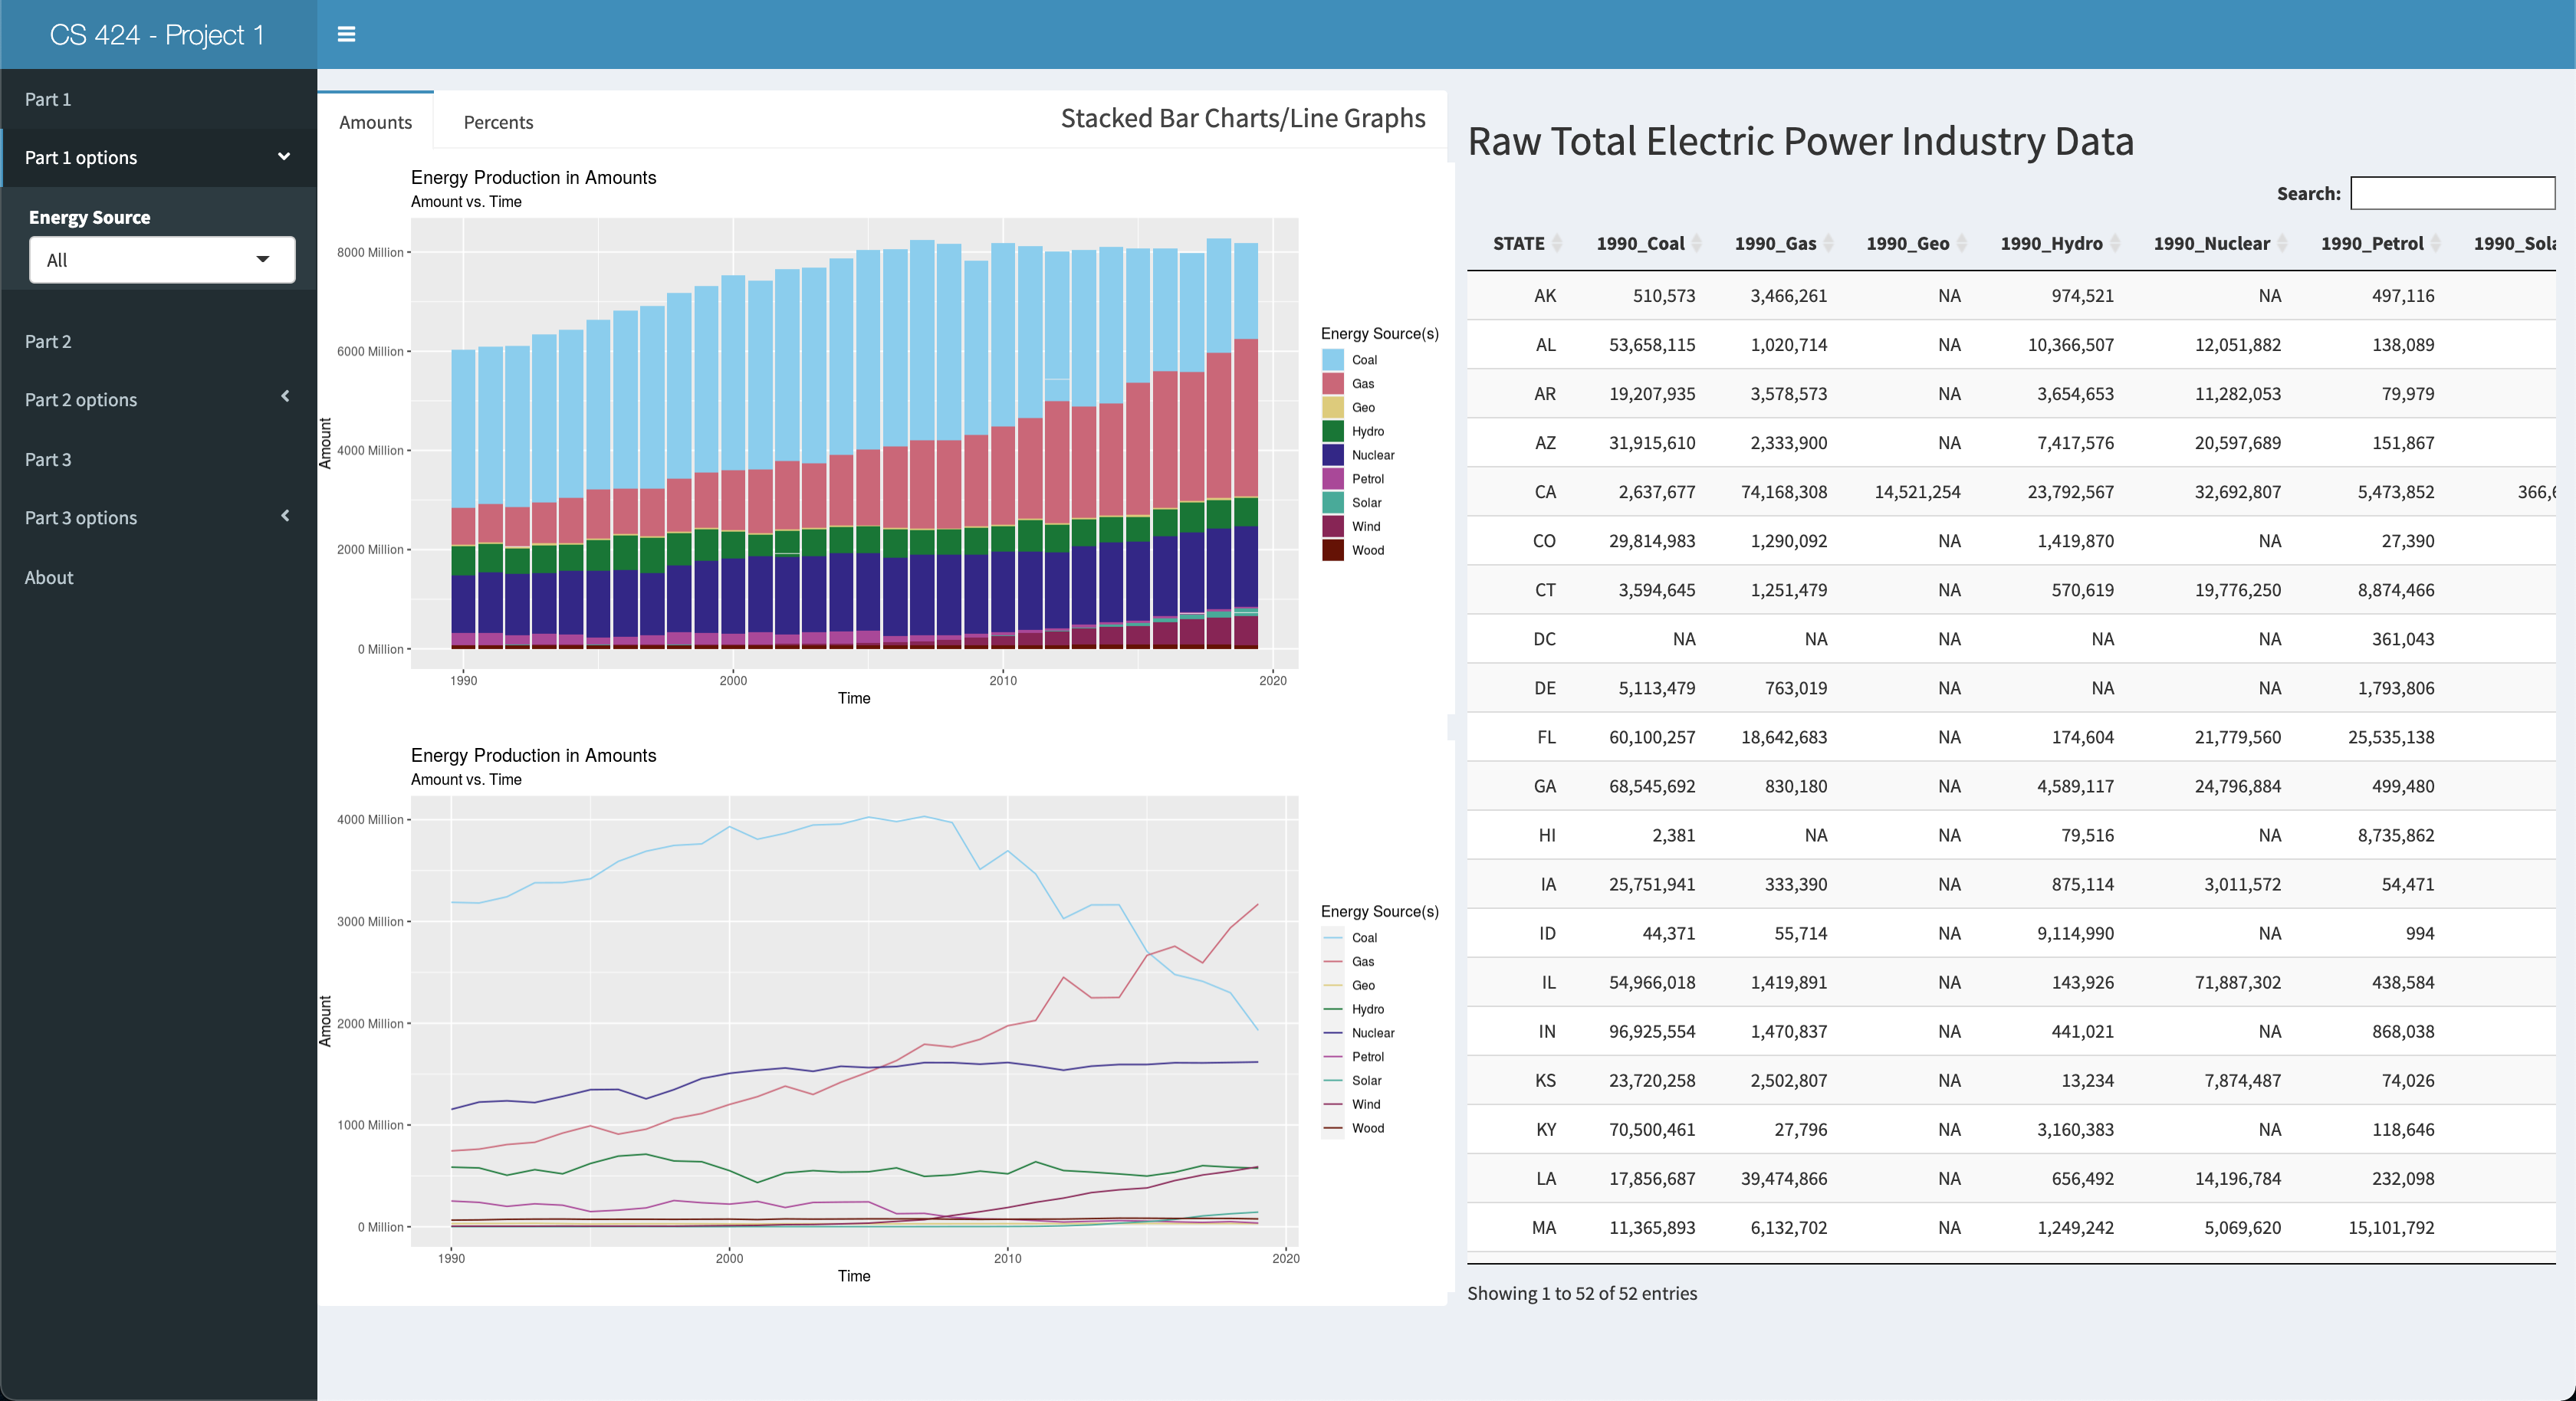 CS 424 - Project 1
Part 1
Part 1 options
Energy Source
All
Part 2
Part 2 options
Part 3
Part 3 options
About
Amounts
Percents
Stacked Bar Charts/Line Graphs
Energy Production in Amounts
Amount vs. Time
8000 Million
6000 Million
4000 Million
2000 Million
0 Million
Amount
1990
2000
2010
2020
Time
Energy Source(s)
Coal
Gas
Geo
Hydro
Nuclear
Petrol
Solar
Wind
Wood
Energy Production in Amounts
Amount vs. Time
4000 Million
3000 Million
2000 Million
1000 Million
0 Million
Amount
1990
2000
2010
2020
Time
Energy Source(s)
Coal
Gas
Geo
Hydro
Nuclear
Petrol
Solar
Wind
Wood
Raw Total Electric Power Industry Data
Search:
STATE 1990_Coal 1990_Gas 1990_Geo 1990_Hydro 1990_Nuclear 1990_Petrol 1990_Sola
AK 510,573 3,466,261 NA 974,521 NA 497,116
AL 53,658,115 1,020,714 NA 10,366,507 12,051,882 138,089
AR 19,207,935 3,578,573 NA 3,654,653 11,282,053 79,979
AZ 31,915,610 2,333,900 NA 7,417,576 20,597,689 151,867
CA 2,637,677 74,168,308 14,521,254 23,792,567 32,692,807 5,473,852 366,6
CO 29,814,983 1,290,092 NA 1,419,870 NA 27,390
CT 3,594,645 1,251,479 NA 570,619 19,776,250 8,874,466
DC NA NA NA NA NA 361,043
DE 5,113,479 763,019 NA NA NA 1,793,806
FL 60,100,257 18,642,683 NA 174,604 21,779,560 25,535,138
GA 68,545,692 830,180 NA 4,589,117 24,796,884 499,480
HI 2,381 NA NA 79,516 NA 8,735,862
IA 25,751,941 333,390 NA 875,114 3,011,572 54,471
ID 44,371 55,714 NA 9,114,990 NA 994
IL 54,966,018 1,419,891 NA 143,926 71,887,302 438,584
IN 96,925,554 1,470,837 NA 441,021 NA 868,038
KS 23,720,258 2,502,807 NA 13,234 7,874,487 74,026
KY 70,500,461 27,796 NA 3,160,383 NA 118,646
LA 17,856,687 39,474,866 NA 656,492 14,196,784 232,098
MA 11,365,893 6,132,702 NA 1,249,242 5,069,620 15,101,792
Showing 1 to 52 of 52 entries